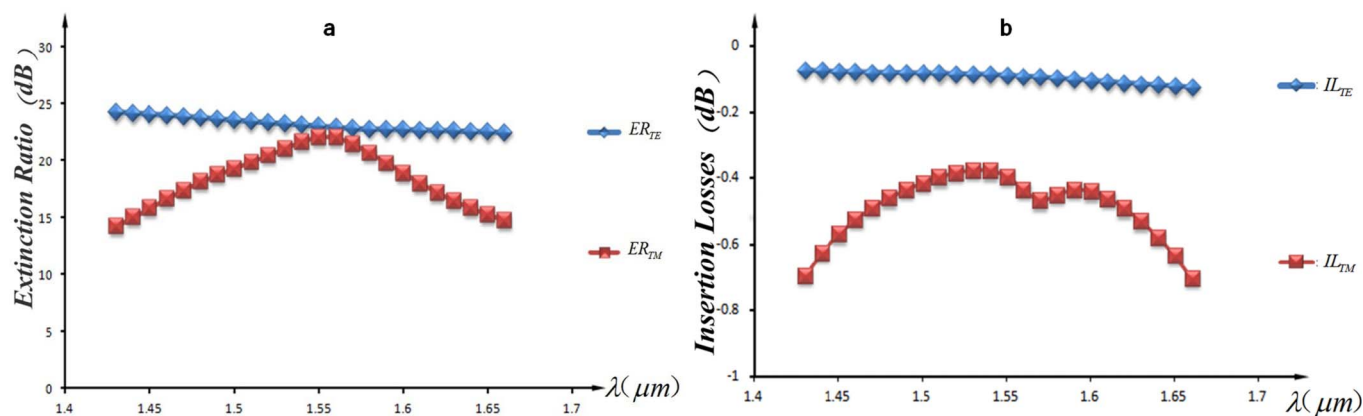 a
Extinction Ratio (dB)
30
25
20
15
10
5
0
1.4 1.45 1.5 1.55 1.6 1.65 1.7
λ(μm)
ER_TE
ER_TM
b
Insertion Losses (dB)
0
-0.2
-0.4
-0.6
-0.8
-1
1.4 1.45 1.5 1.55 1.6 1.65 1.7
λ(μm)
: IL_TE
: IL_TM